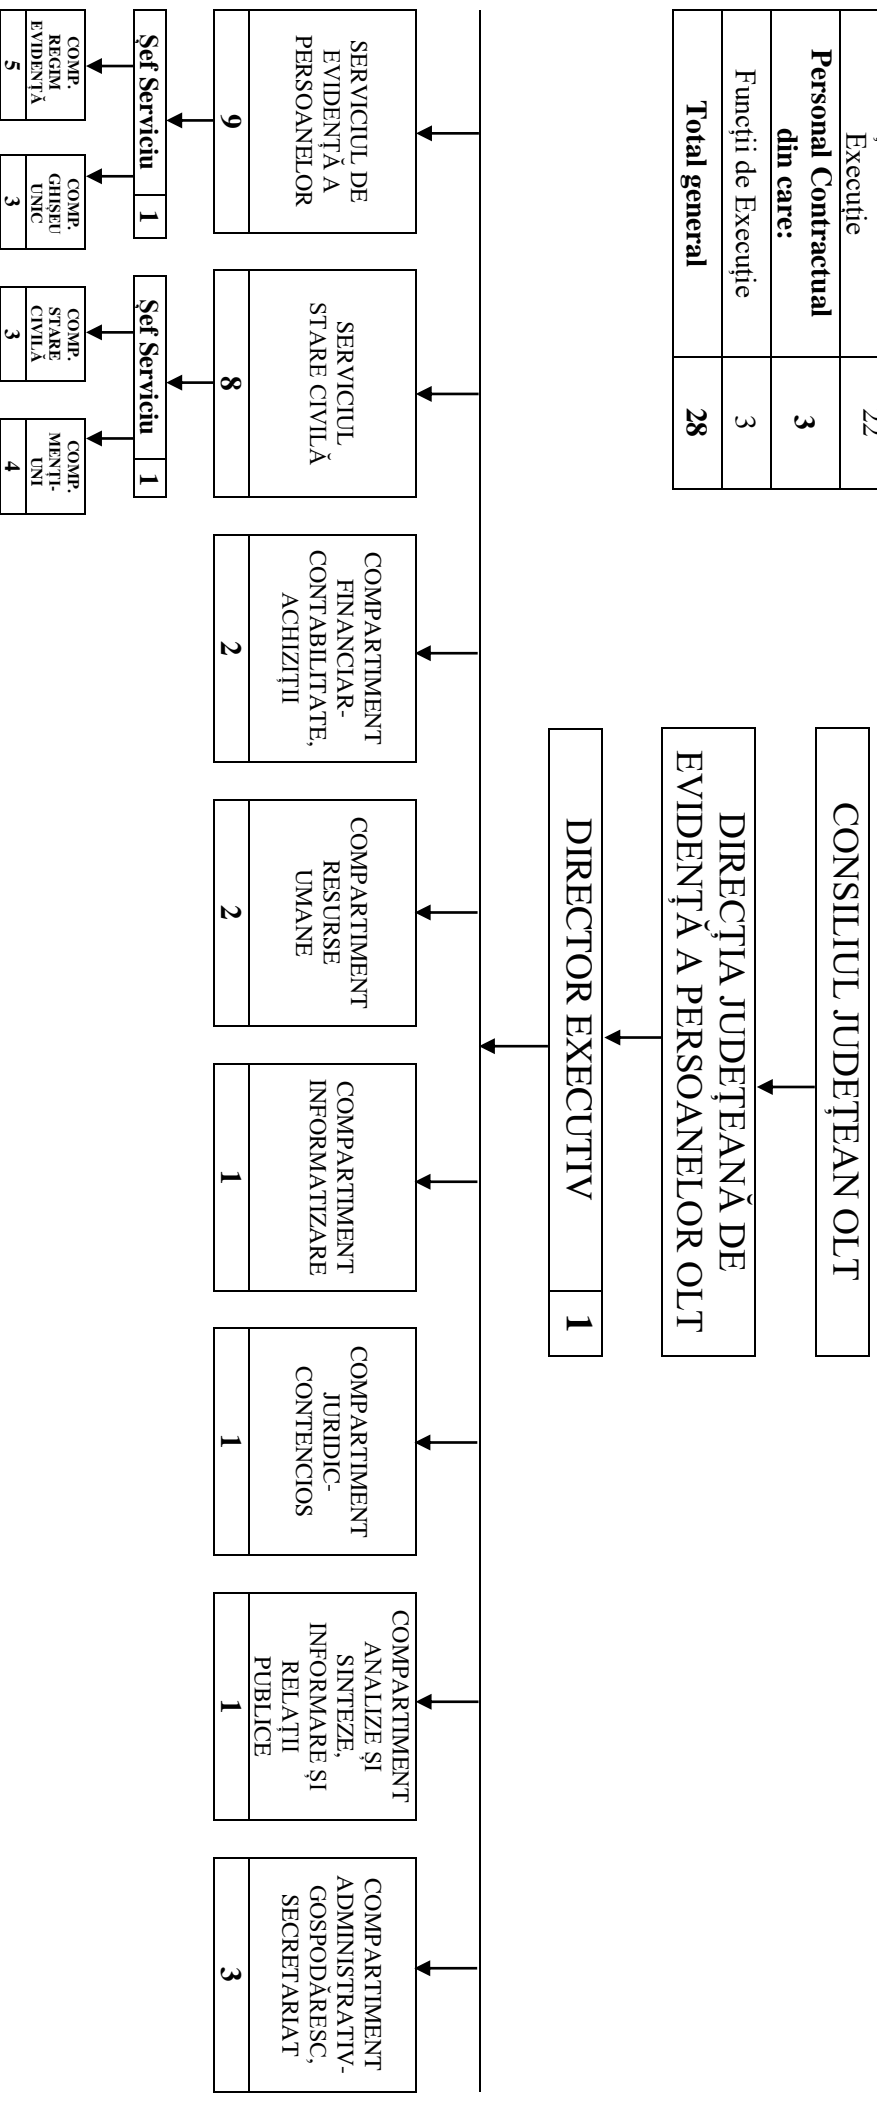 Execuție
22
Personal Contractual
din care:
3
Funcții de Execuție
3
Total general
28
CONSILIUL JUDEȚEAN OLT
DIRECȚIA JUDEȚEANĂ DE
EVIDENȚĂ A PERSOANELOR OLT
DIRECTOR EXECUTIV
1
SERVICIUL DE
EVIDENȚĂ A
PERSOANELOR
9
SERVICIUL
STARE CIVILĂ
8
COMPARTIMENT
FINANCIAR-
CONTABILITATE,
ACHIZIȚII
2
COMPARTIMENT
RESURSE
UMANE
2
COMPARTIMENT
INFORMATIZARE
1
COMPARTIMENT
JURIDIC-
CONTENCIOS
1
COMPARTIMENT
ANALIZE ȘI
SINTEZE,
INFORMARE ȘI
RELAȚII
PUBLICE
1
COMPARTIMENT
ADMINISTRATIV-
GOSPODĂRESC,
SECRETARIAT
3
Șef Serviciu
1
Șef Serviciu
1
COMP.
REGIM
EVIDENȚĂ
5
COMP.
GHIȘEU
UNIC
3
COMP.
STARE
CIVILĂ
3
COMP.
MENȚI-
UNI
4